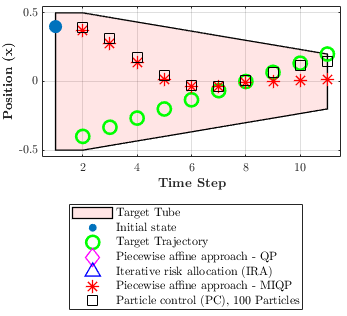 0.5
Position (x)
0
-0.5
2 4 6 8 10
Time Step
Target Tube
Initial state
Target Trajectory
Piecewise affine approach - QP
Iterative risk allocation (IRA)
Piecewise affine approach - MIQP
Particle control (PC), 100 Particles